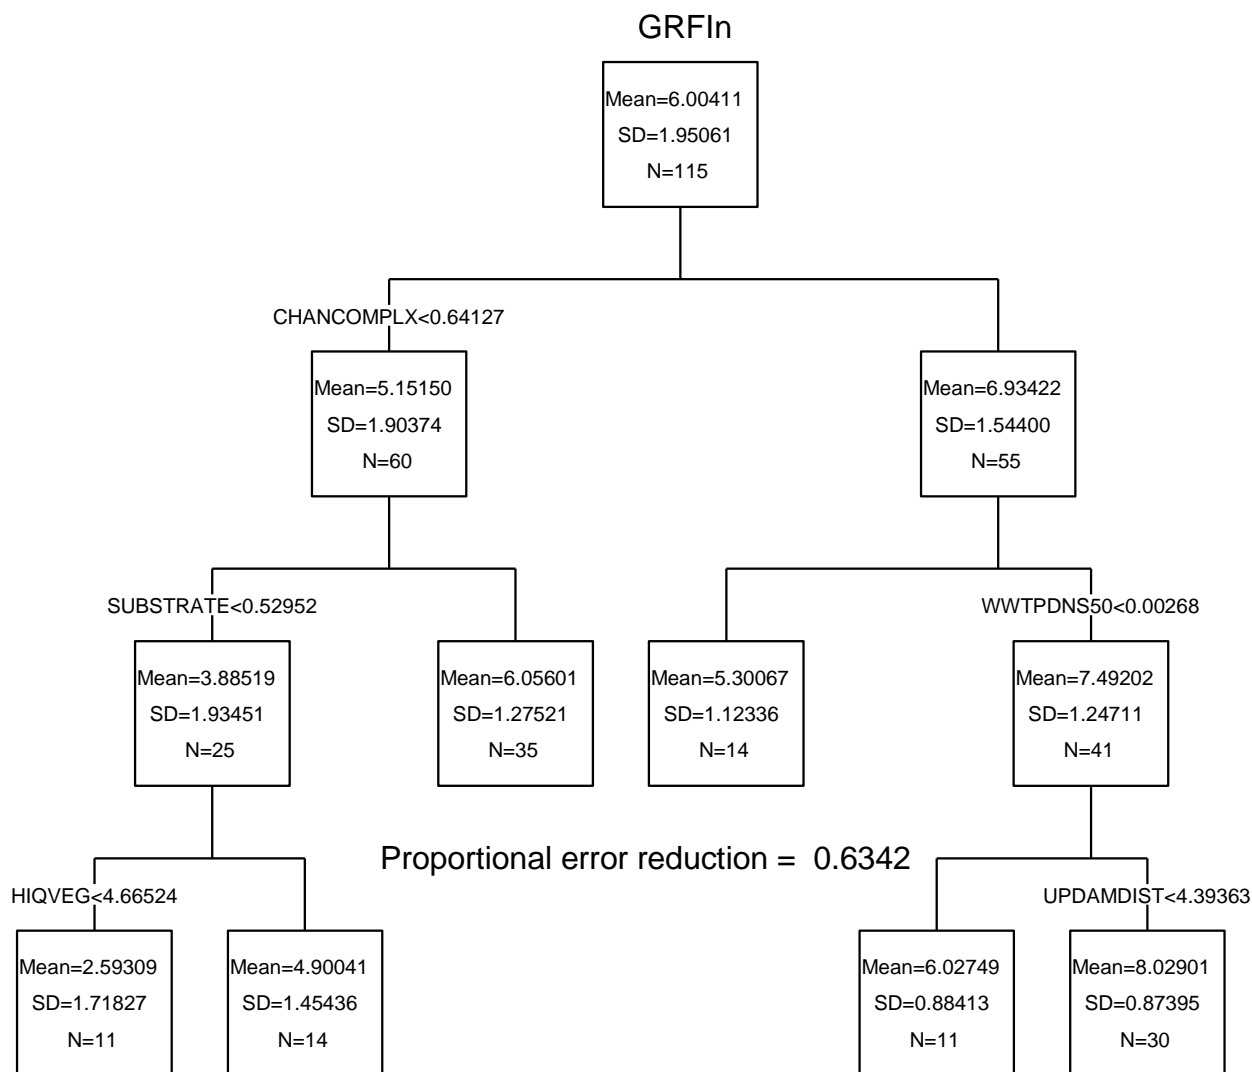 GRFIn
Mean=6.00411
SD=1.95061
N=115
CHANCOMPLX<0.64127
Mean=5.15150
SD=1.90374
N=60
Mean=6.93422
SD=1.54400
N=55
SUBSTRATE<0.52952
WWTPDNS50<0.00268
Mean=3.88519
SD=1.93451
N=25
Mean=6.05601
SD=1.27521
N=35
Mean=5.30067
SD=1.12336
N=14
Mean=7.49202
SD=1.24711
N=41
Proportional error reduction = 0.6342
HIQVEG<4.66524
UPDAMDIST<4.39363
Mean=2.59309
SD=1.71827
N=11
Mean=4.90041
SD=1.45436
N=14
Mean=6.02749
SD=0.88413
N=11
Mean=8.02901
SD=0.87395
N=30